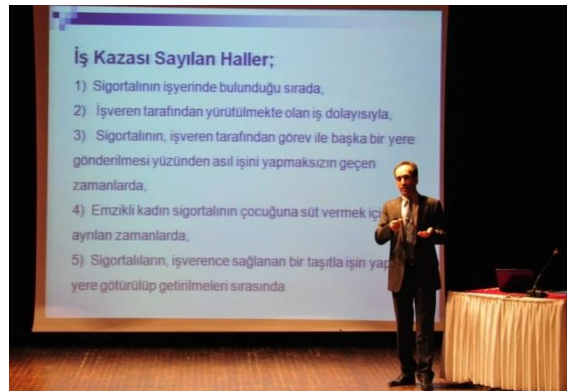 İş Kazası Sayılan Haller;
1) Sigortalının işyerinde bulunduğu sırada,
2) İşveren tarafından yürütülmekte olan iş dolayısıyla,
3) Sigortalının, işveren tarafından görev ile başka bir yere
gönderilmesi yüzünden asıl işini yapmaksızın geçen
zamanlarda,
4) Emzikli kadın sigortalının çocuğuna süt vermek
ayrılan zamanlarda,
5) Sigortalıların, işverence sağlanan bir taşıtla işin
yere götürülüp getirilmeleri sırasında